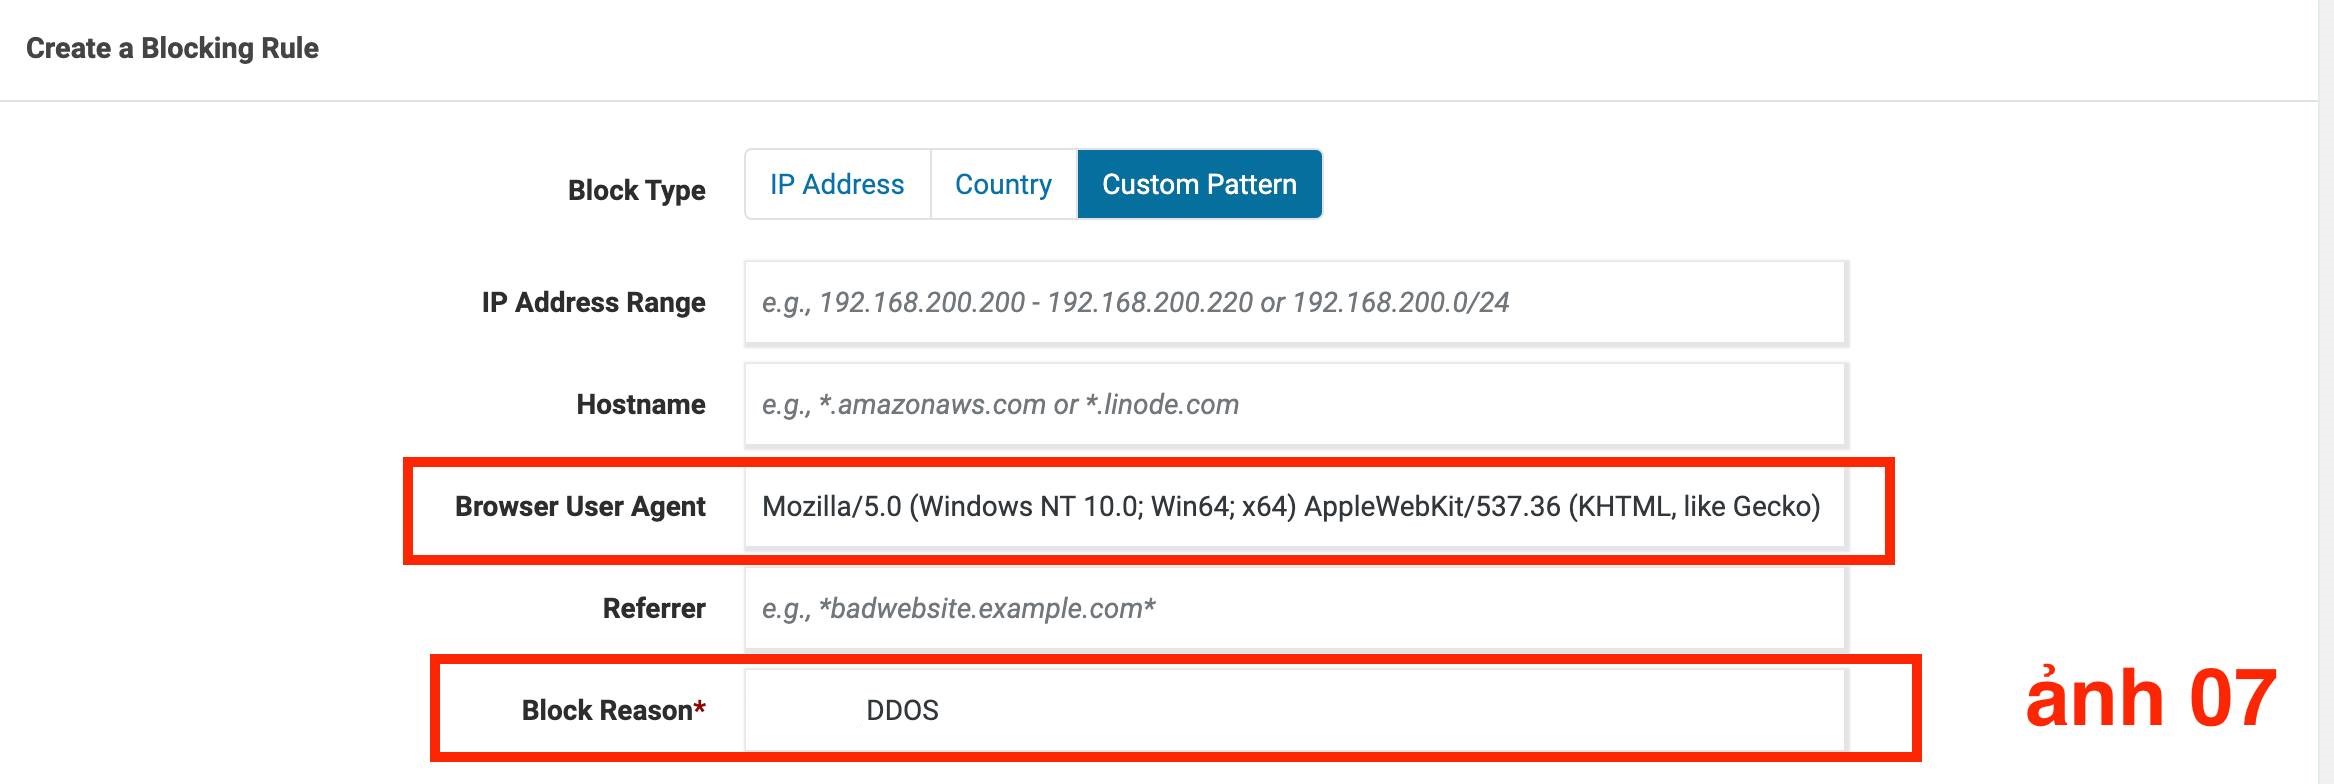 Create a Blocking Rule
Block Type IP Address Country Custom Pattern
IP Address Range e.g., 192.168.200.200 - 192.168.200.220 or 192.168.200.0/24
Hostname e.g., *.amazonaws.com or *.linode.com
Browser User Agent Mozilla/5.0 (Windows NT 10.0; Win64; x64) AppleWebKit/537.36 (KHTML, like Gecko)
Referrer e.g., *badwebsite.example.com*
Block Reason* DDOS
ảnh 07